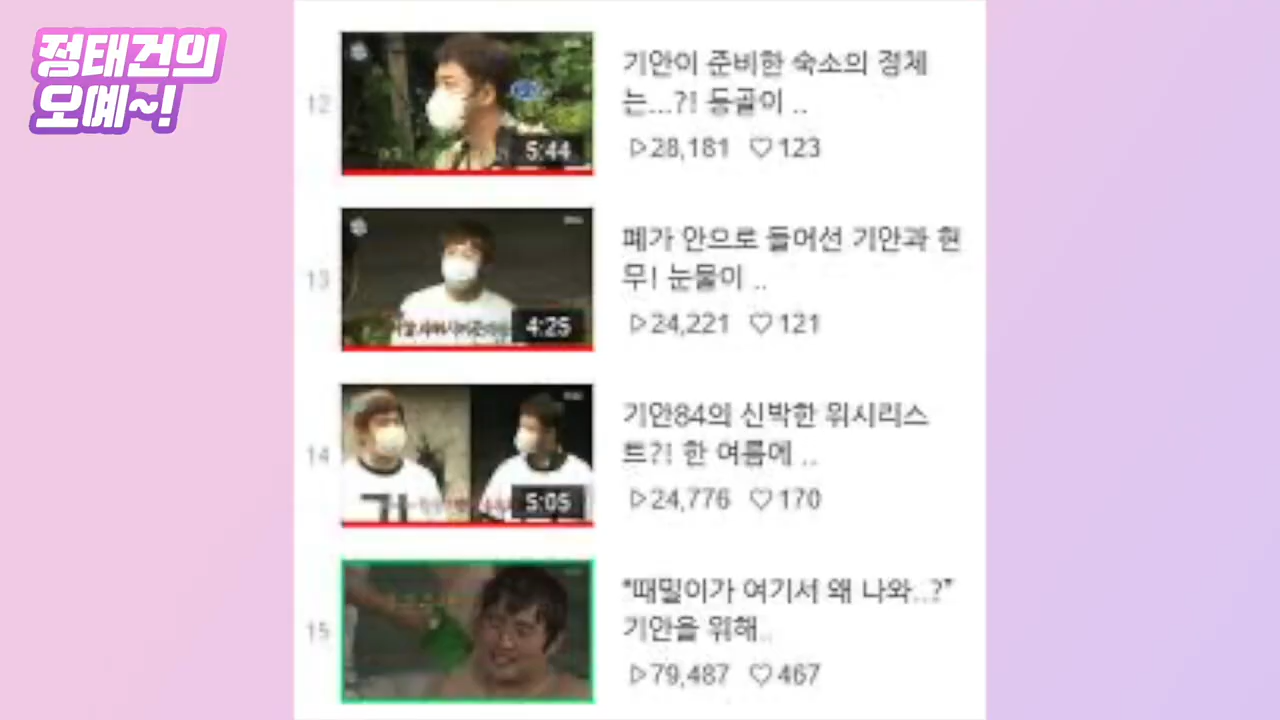 정태건의
오예~!
12
5:44
기안이 준비한 숙소의 정체
는...?! 등골이 ..
▷28,181 ♡123
13
4:25
폐가 안으로 들어선 기안과 현
무! 눈물이 ..
▷24,221 ♡121
14
5:05
기안84의 신박한 위시리스
트?! 한 여름에 ..
▷24,776 ♡170
15
“때밀이가 여기서 왜 나와..?”
기안을 위해..
▷79,487 ♡467